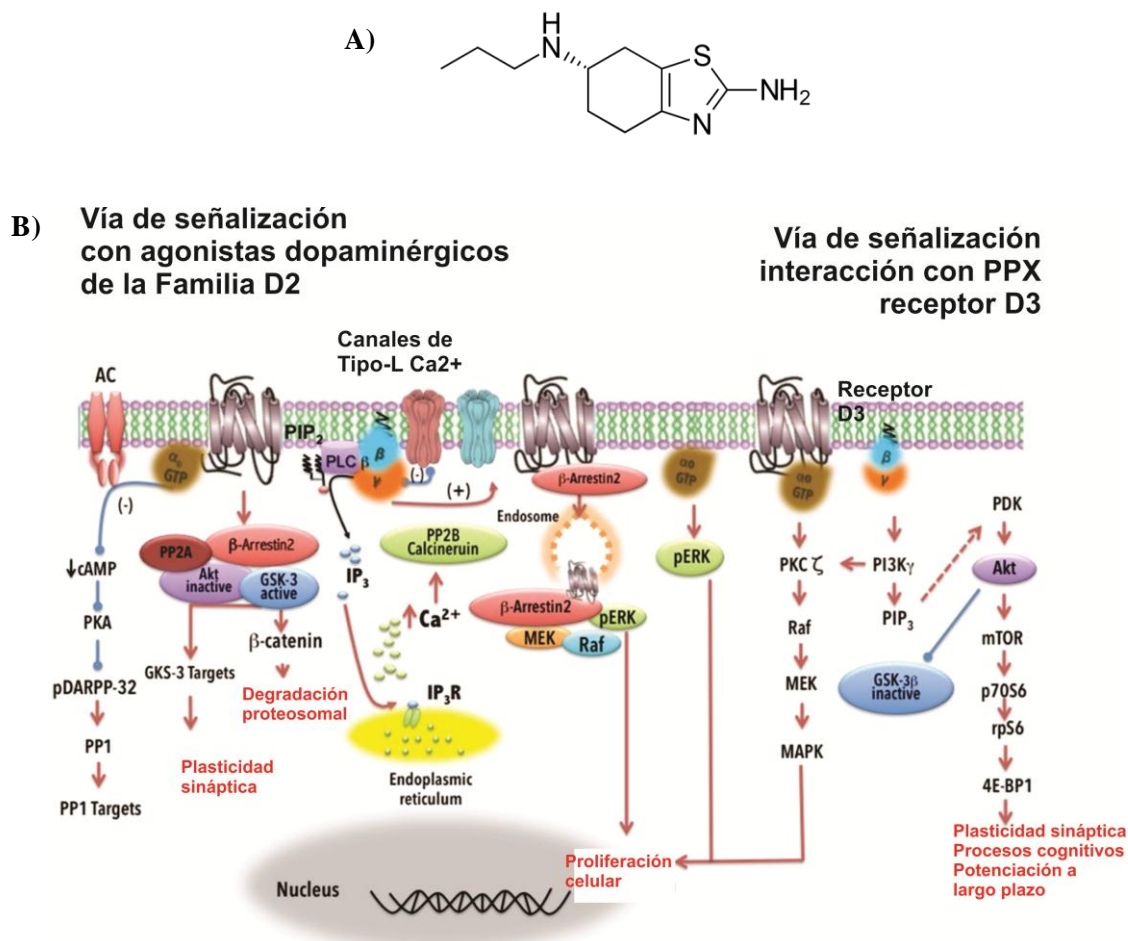 A)
H
N
S
N
NH2
B)
Vía de señalización
con agonistas dopaminérgicos
de la Familia D2
Vía de señalización
interacción con PPX
receptor D3
Canales de
Tipo-L Ca2+
AC
(-)
↓cAMP
PKA
pDARPP-32
PP1
PP1 Targets
αo
GTP
PP2A
β-Arrestin2
Akt
inactive
GSK-3
active
GKS-3 Targets
β-catenin
Degradación
proteosomal
Plasticidad
sináptica
PIP2
PLC β
β
γ
(-)
(+)
IP3
PP2B
Calcineruin
Ca2+
IP3R
Endoplasmic
reticulum
Nucleus
β-Arrestin2
Endosome
β-Arrestin2
pERK
MEK
Raf
αo
GTP
pERK
Proliferación
celular
Receptor
D3
αo
GTP
β
γ
PKC ζ
PI3Kγ
PIP3
Raf
MEK
MAPK
PDK
Akt
GSK-3β
inactive
mTOR
p70S6
rpS6
4E-BP1
Plasticidad sináptica
Procesos cognitivos
Potenciación a
largo plazo